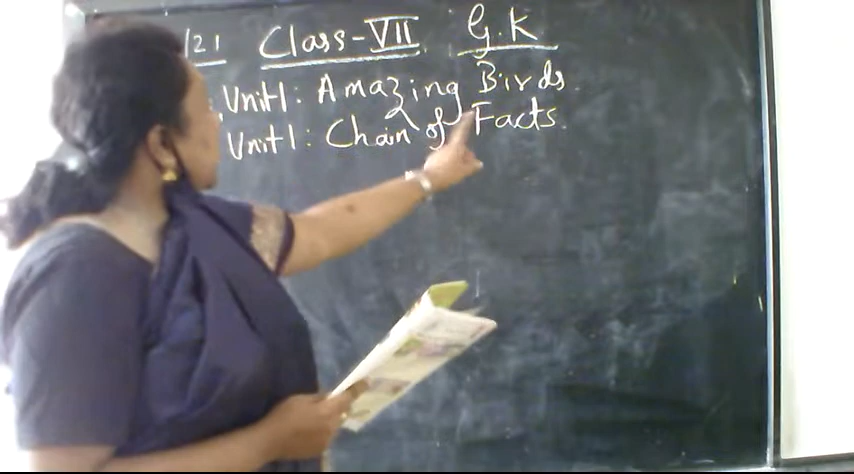 /21 Class-VII G.K
Unit1: Amazing Birds.
Unit1: Chain of Facts.